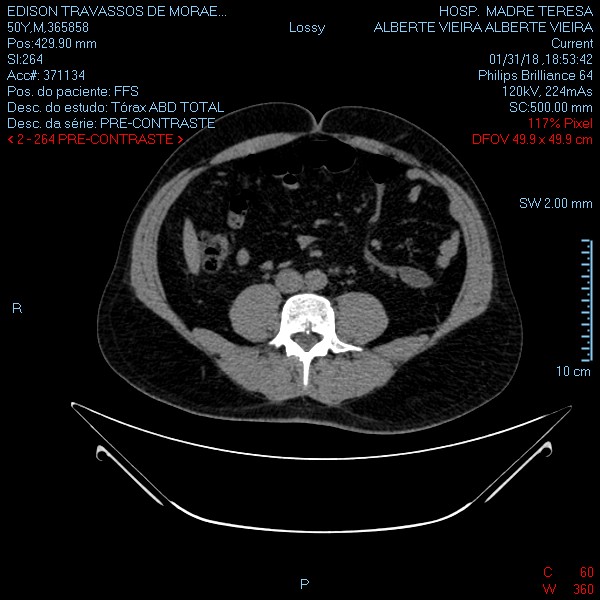 EDISON TRAVASSOS DE MORAE...
50Y,M,365858
Pos:429.90 mm
Sl:264
Acc#: 371134
Pos. do paciente: FFS
Desc. do estudo: Tórax ABD TOTAL
Desc. da série: PRE-CONTRASTE
< 2 - 264 PRE-CONTRASTE >
Lossy
HOSP. MADRE TERESA
ALBERTE VIEIRA ALBERTE VIEIRA
Current
01/31/18 ,18:53:42
Philips Brilliance 64
120kV, 224mAs
SC:500.00 mm
117% Pixel
DFOV 49.9 x 49.9 cm
SW 2.00 mm
R
10 cm
P
C 60
W 360